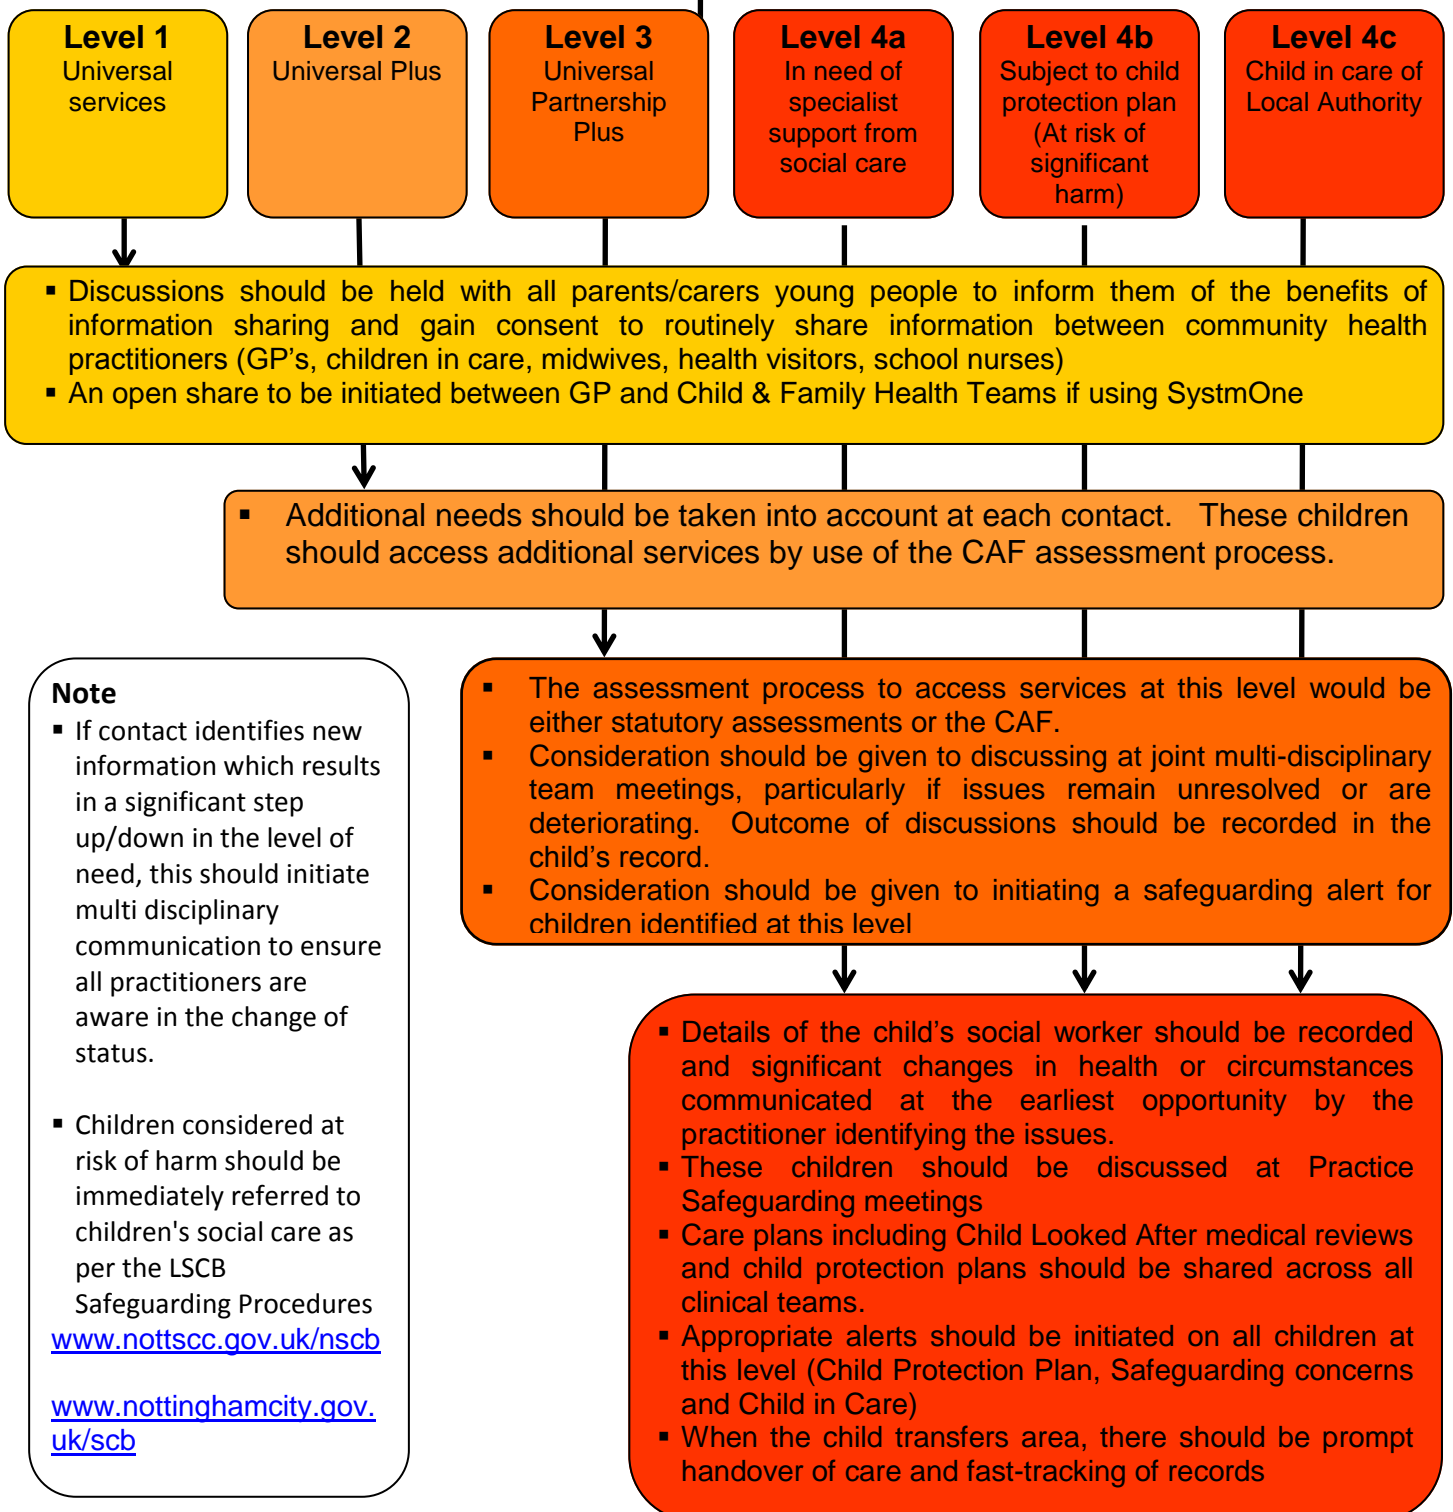 Level 1
Universal
services
Level 2
Universal Plus
Level 3
Universal
Partnership
Plus
Level 4a
In need of
specialist
support from
social care
Level 4b
Subject to child
protection plan
(At risk of
significant
harm)
Level 4c
Child in care of
Local Authority
▪ Discussions should be held with all parents/carers young people to inform them of the benefits of
information sharing and gain consent to routinely share information between community health
practitioners (GP's, children in care, midwives, health visitors, school nurses)
▪ An open share to be initiated between GP and Child & Family Health Teams if using SystmOne
▪ Additional needs should be taken into account at each contact. These children
should access additional services by use of the CAF assessment process.
▪ The assessment process to access services at this level would be
either statutory assessments or the CAF.
▪ Consideration should be given to discussing at joint multi-disciplinary
team meetings, particularly if issues remain unresolved or are
deteriorating. Outcome of discussions should be recorded in the
child's record.
▪ Consideration should be given to initiating a safeguarding alert for
children identified at this level
Note
▪ If contact identifies new
information which results
in a significant step
up/down in the level of
need, this should initiate
multi disciplinary
communication to ensure
all practitioners are
aware in the change of
status.
▪ Children considered at
risk of harm should be
immediately referred to
children's social care as
per the LSCB
Safeguarding Procedures
www.nottscc.gov.uk/nscb
www.nottinghamcity.gov.
uk/scb
▪ Details of the child's social worker should be recorded
and significant changes in health or circumstances
communicated at the earliest opportunity by the
practitioner identifying the issues.
▪ These children should be discussed at Practice
Safeguarding meetings
▪ Care plans including Child Looked After medical reviews
and child protection plans should be shared across all
clinical teams.
▪ Appropriate alerts should be initiated on all children at
this level (Child Protection Plan, Safeguarding concerns
and Child in Care)
▪ When the child transfers area, there should be prompt
handover of care and fast-tracking of records